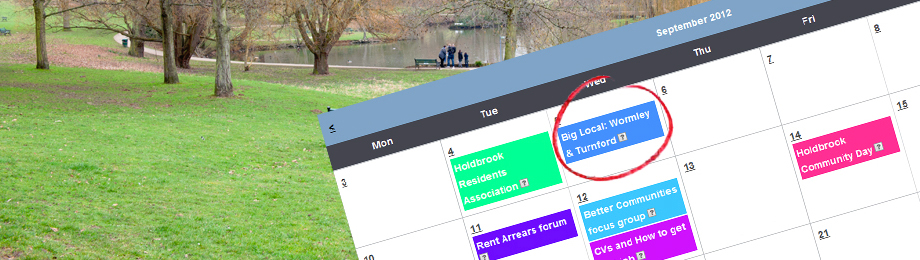 September 2012
<
Mon
Tue
Wed
Thu
Fri
3
4
Holdbrook
Residents
Association ?
Big Local: Wormley
& Turnford ?
6
7
8
10
11
Rent Arrears forum
?
12
Better Communities
focus group ?
CVs and How to get
13
14
Holdbrook
Community Day ?
15
21